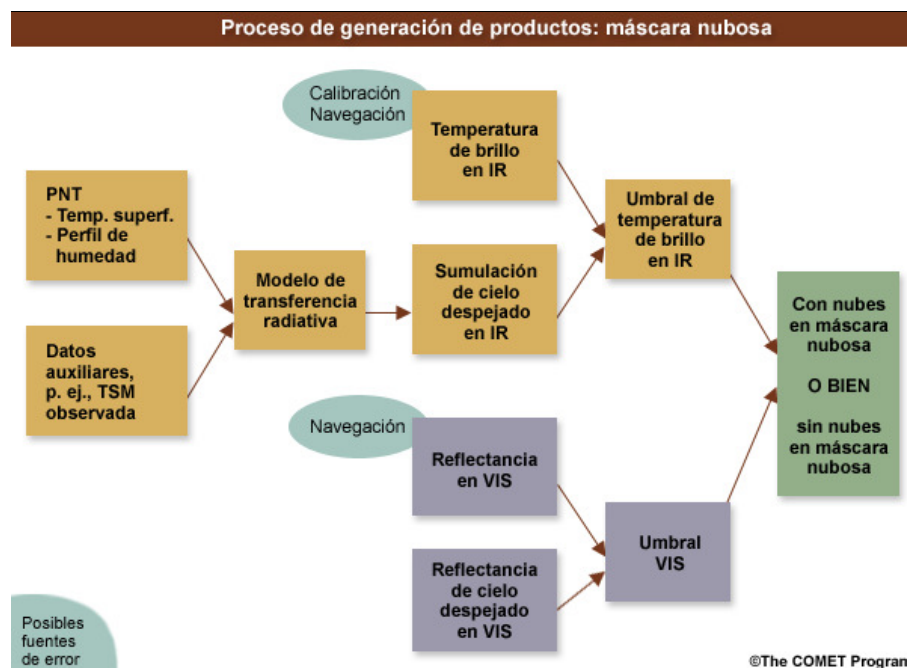 Proceso de generación de productos: máscara nubosa
Calibración
Navegación
Temperatura
de brillo
en IR
PNT
- Temp. superf.
- Perfil de
humedad
Umbral de
temperatura
de brillo
en IR
Modelo de
transferencia
radiativa
Sumulación
de cielo
despejado
en IR
Con nubes
en máscara
nubosa
O BIEN
sin nubes
en máscara
nubosa
Datos
auxiliares,
p. ej., TSM
observada
Navegación
Reflectancia
en VIS
Umbral
VIS
Reflectancia
de cielo
despejado
en VIS
Posibles
fuentes
de error
©The COMET Program